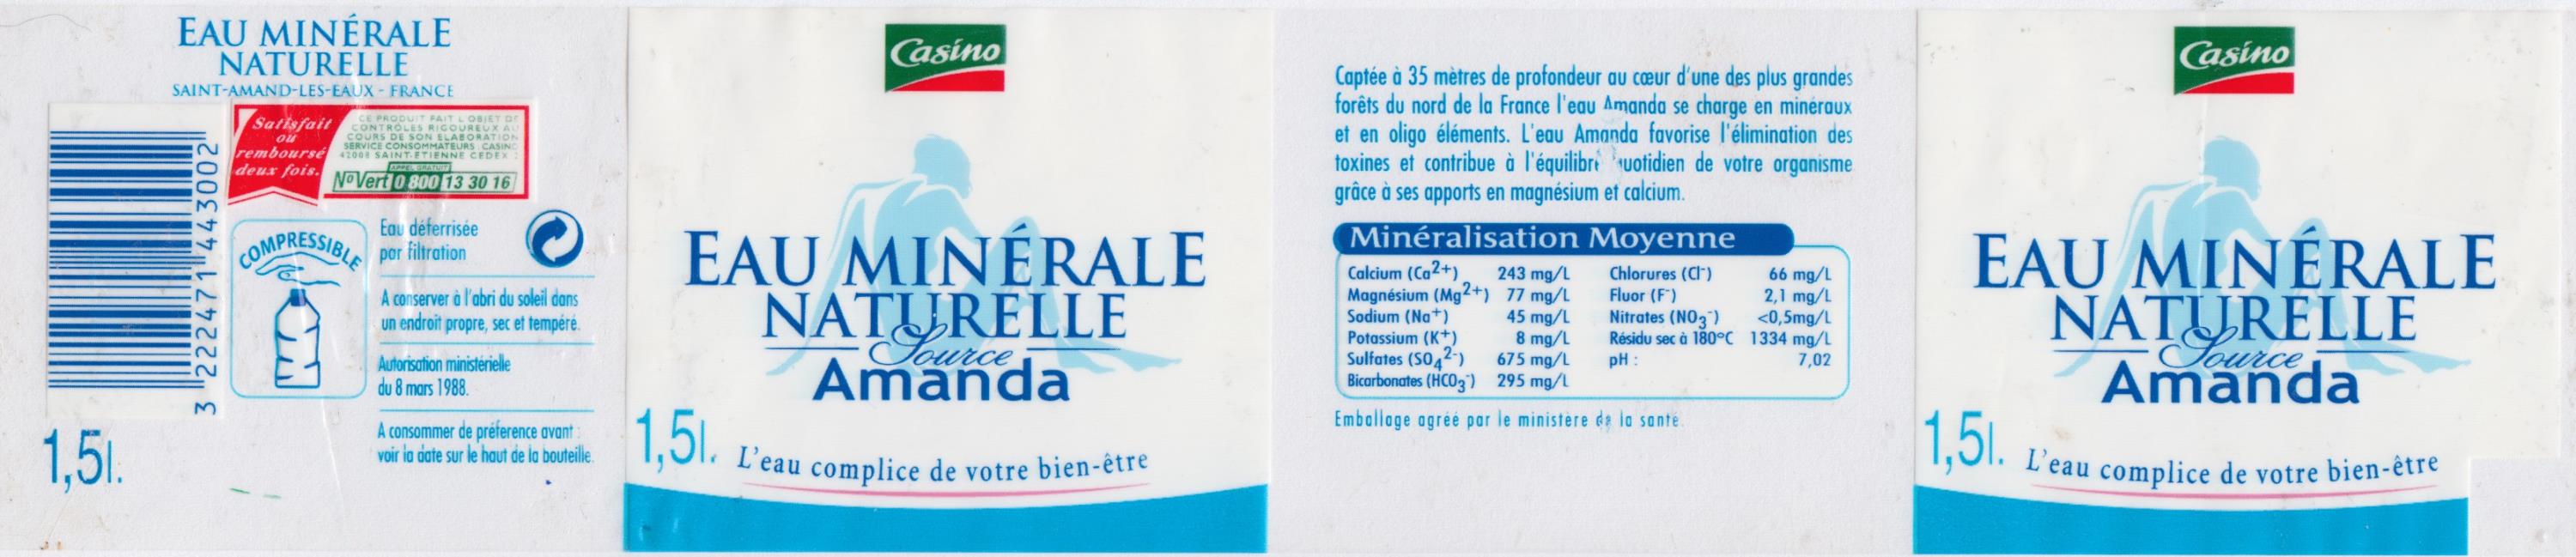 EAU MINÉRALE
NATURELLE
SAINT-AMAND-LES-EAUX - FRANCE
3 222471 443002
Satisfait
ou
remboursé
deux fois.
CE PRODUIT FAIT L'OBJET DE
CONTRÔLES RIGOUREUX AU
COURS DE SON ELABORATION
SERVICE CONSOMMATEURS CASINO
42008 SAINT-ETIENNE CEDEX 2
APPEL GRATUIT
N° Vert 0 800 13 30 16
COMPRESSIBLE
Eau déferrisée
par filtration
A conserver à l'abri du soleil dans
un endroit propre, sec et tempéré.
Autorisation ministérielle
du 8 mars 1988.
A consommer de préférence avant :
voir la date sur le haut de la bouteille.
1,5l.
Casino
EAU MINÉRALE
NATURELLE
Source
Amanda
1,5l.
L'eau complice de votre bien-être
Captée à 35 mètres de profondeur au cœur d'une des plus grandes
forêts du nord de la France l'eau Amanda se charge en minéraux
et en oligo éléments. L'eau Amanda favorise l'élimination des
toxines et contribue à l'équilibre quotidien de votre organisme
grâce à ses apports en magnésium et calcium.
Minéralisation Moyenne
Calcium (Ca2+) 243 mg/L Chlorures (Cl-) 66 mg/L
Magnésium (Mg2+) 77 mg/L Fluor (F-) 2,1 mg/L
Sodium (Na+) 45 mg/L Nitrates (NO3-) <0,5mg/L
Potassium (K+) 8 mg/L Résidu sec à 180°C 1334 mg/L
Sulfates (SO4 2-) 675 mg/L pH : 7,02
Bicarbonates (HCO3-) 295 mg/L
Emballage agréé par le ministère de la santé.
Casino
EAU MINÉRALE
NATURELLE
Source
Amanda
1,5l.
L'eau complice de votre bien-être